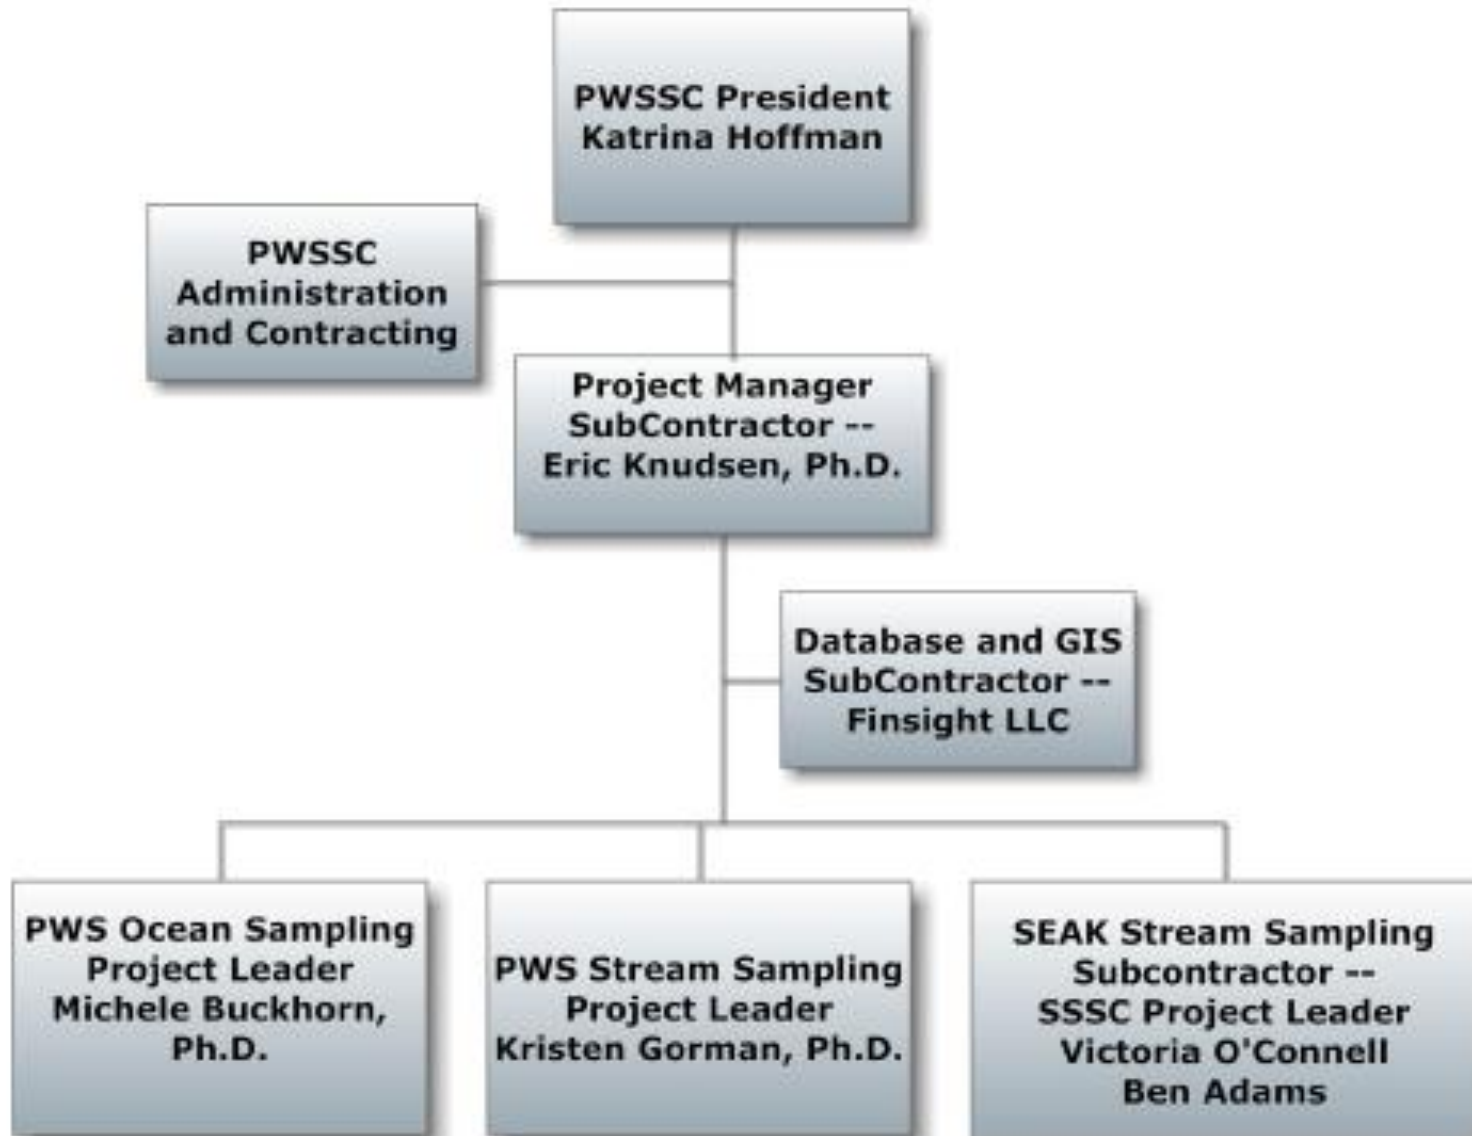 PWSSC President
Katrina Hoffman
PWSSC
Administration
and Contracting
Project Manager
SubContractor --
Eric Knudsen, Ph.D.
Database and GIS
SubContractor --
Finsight LLC
PWS Ocean Sampling
Project Leader
Michele Buckhorn,
Ph.D.
PWS Stream Sampling
Project Leader
Kristen Gorman, Ph.D.
SEAK Stream Sampling
Subcontractor --
SSSC Project Leader
Victoria O'Connell
Ben Adams